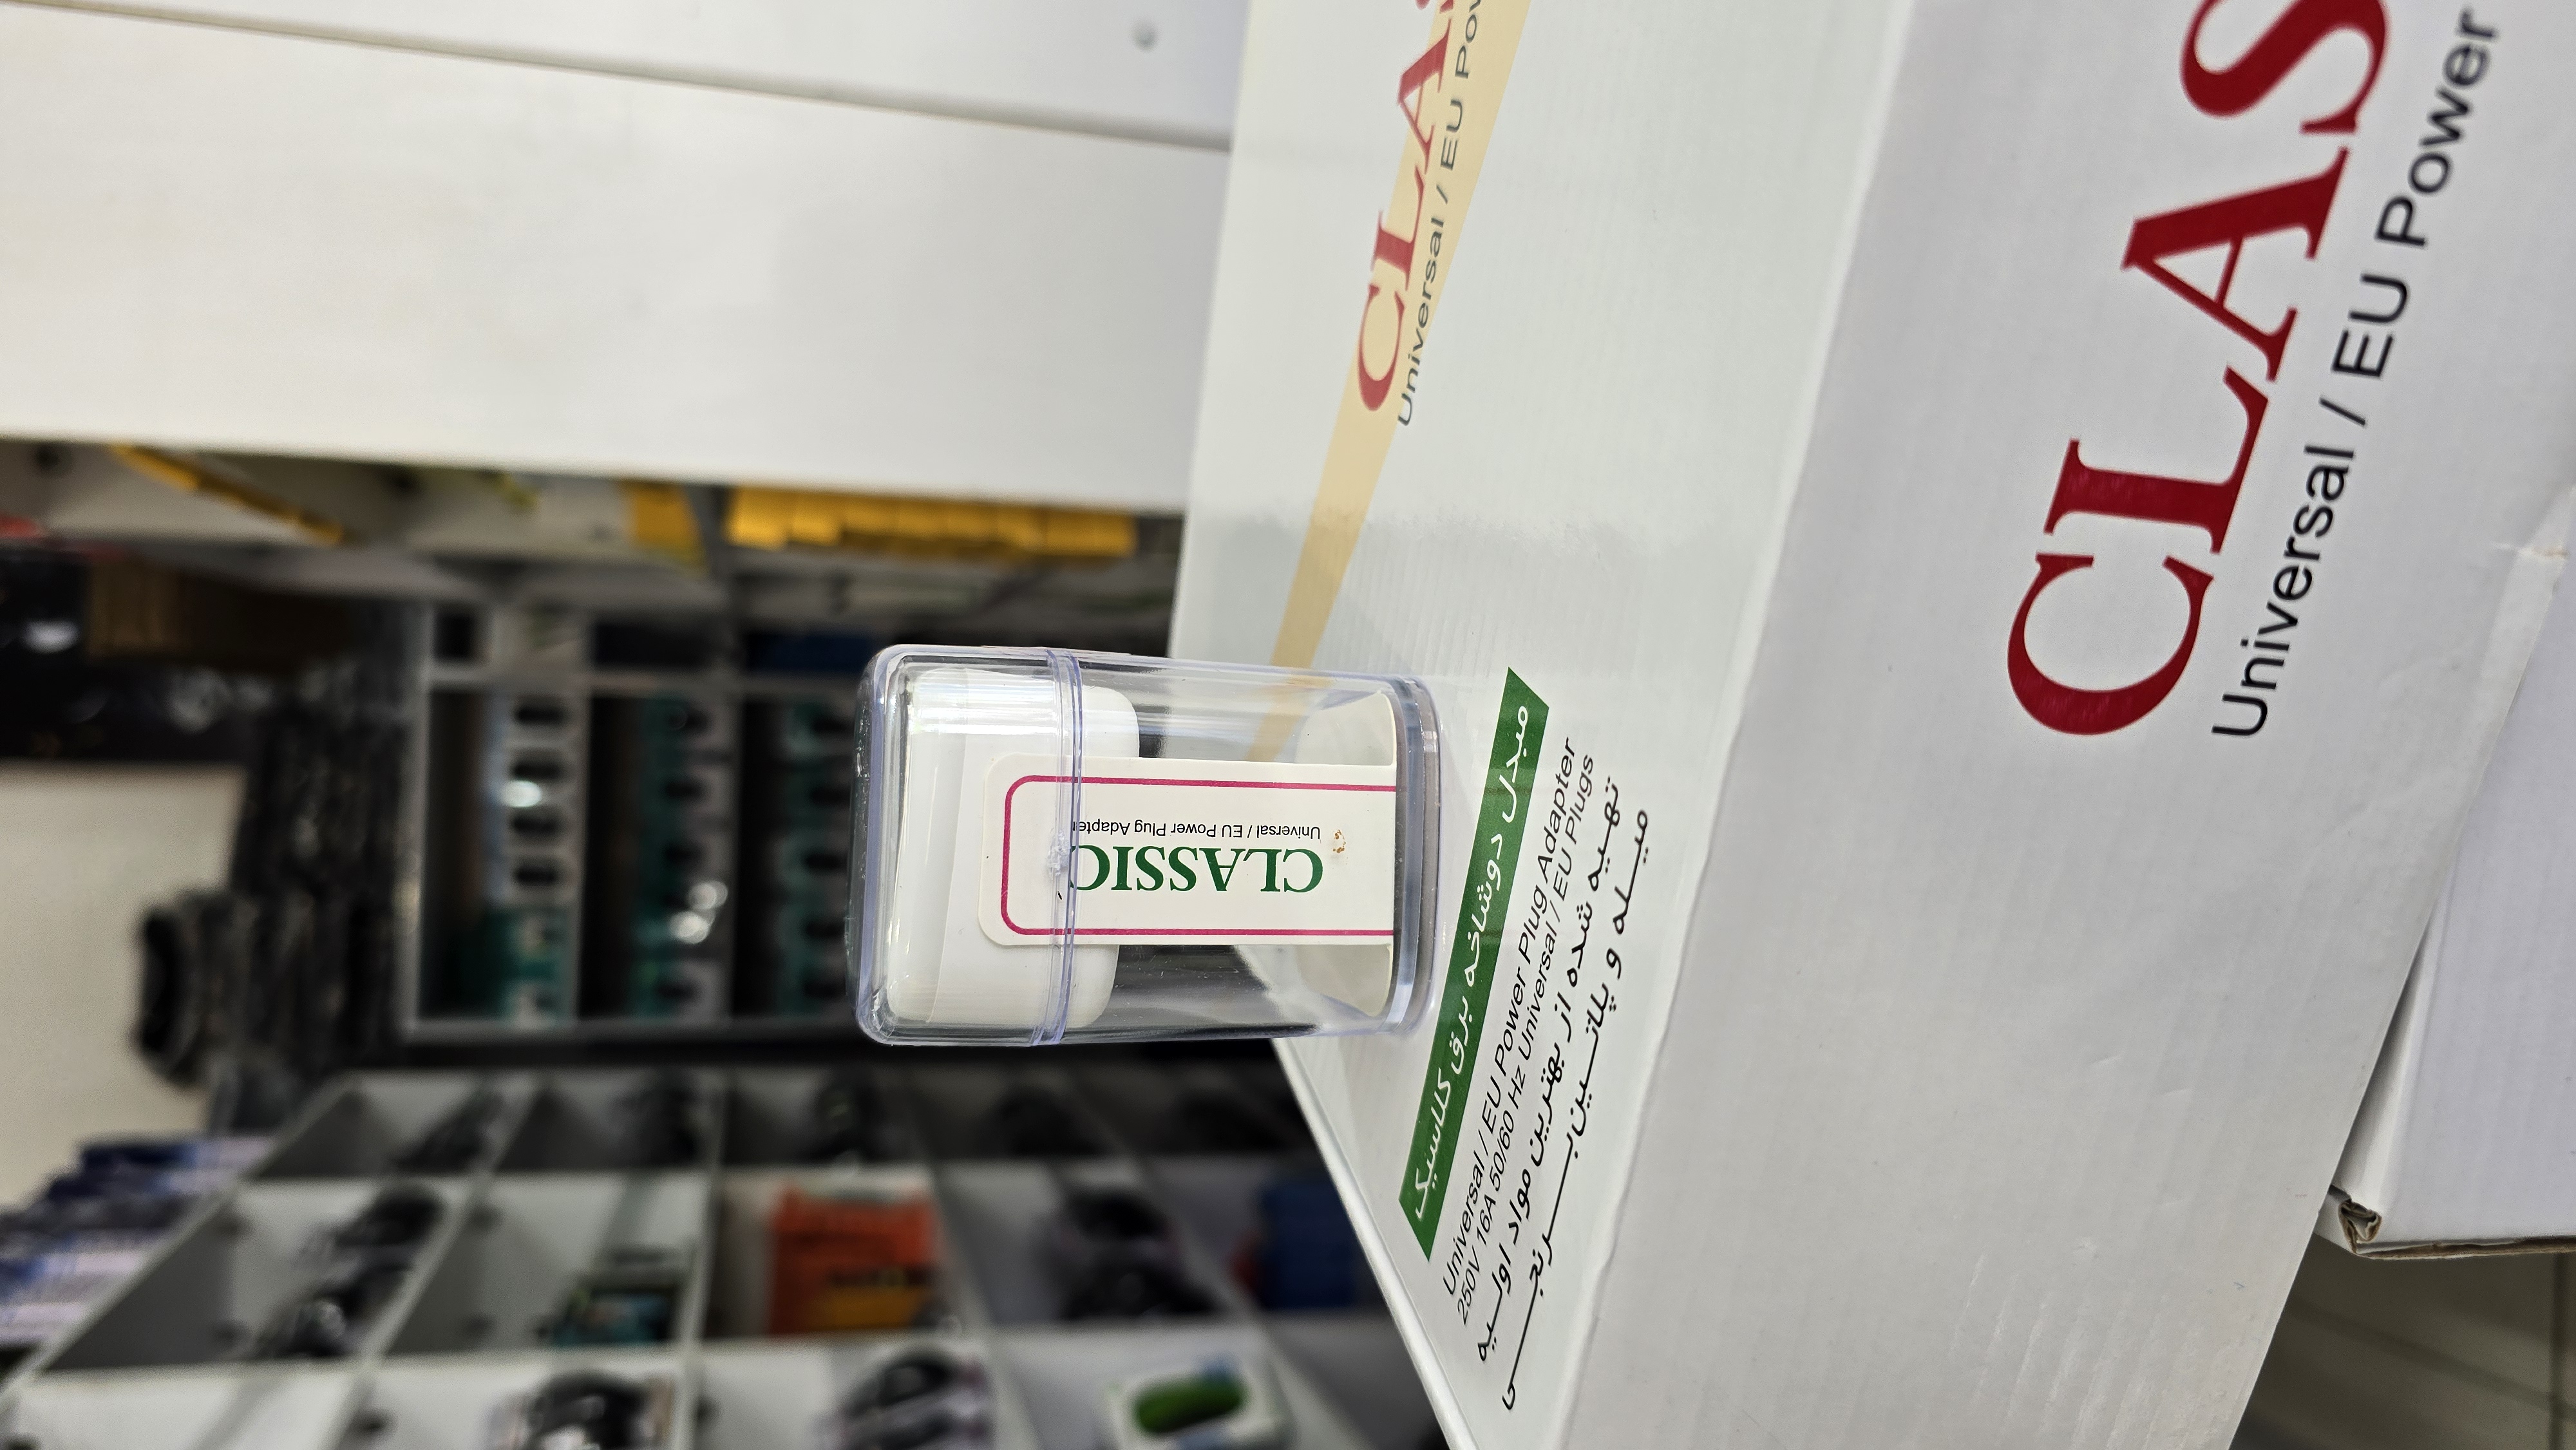 CLAS
Universal / EU Power
CLAS
Universal / EU Pow
مبدل دوشاخه برق کلاسیک
Universal / EU Power Plug Adapter
250V 16A 50/60 Hz Universal / EU Plugs
تهیه شده از بهترین مواد اولیه
میله و پلاتین برنجی
CLASSIC
Universal / EU Power Plug Adapter